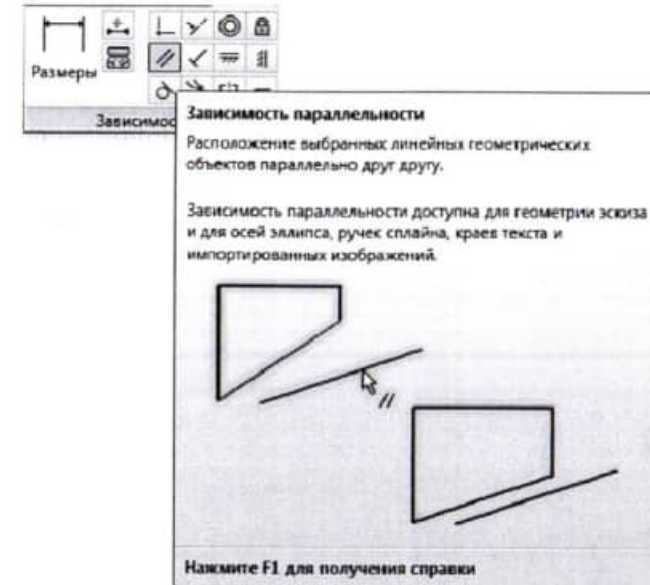 Размеры
Зависимос
Зависимость параллельности
Расположение выбранных линейных геометрических
объектов параллельно друг другу.
Зависимость параллельности доступна для геометрии эскиза
и для осей эллипса, ручек сплайна, краев текста и
импортированных изображений.
Нажмите F1 для получения справки